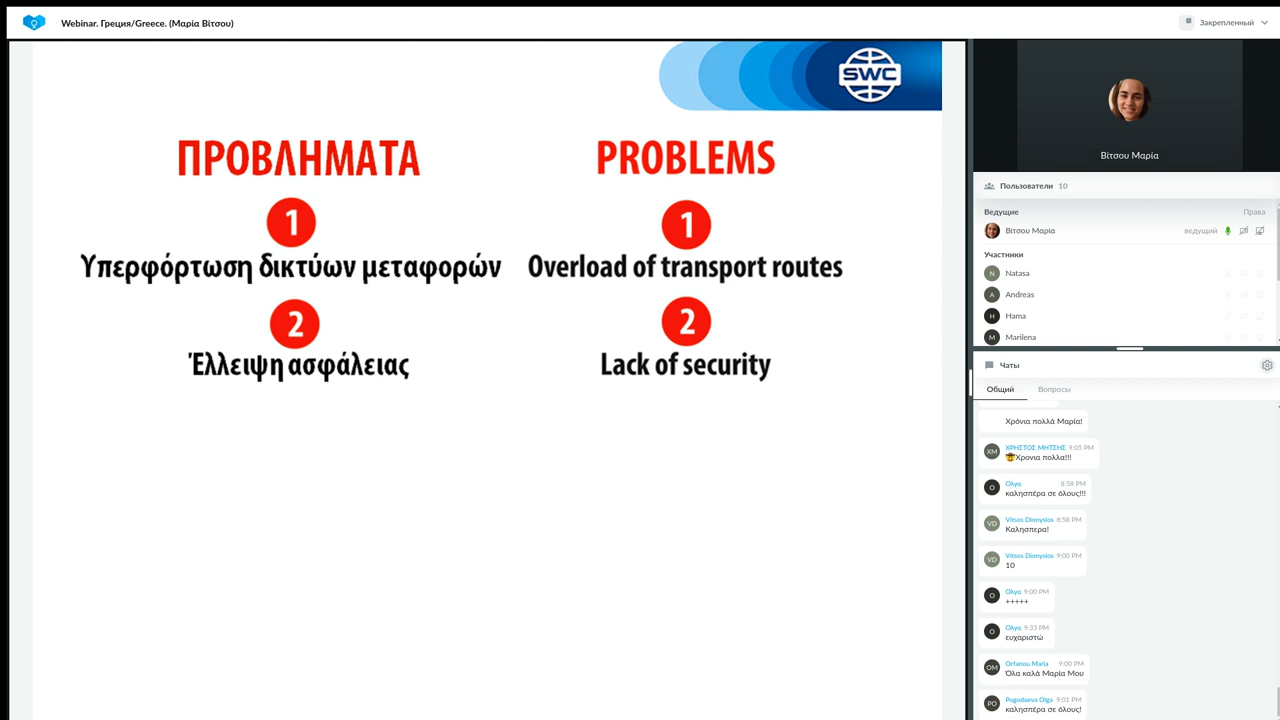 Webinar. Греция/Greece. (Μαρία Βίτσου)
Закрепленный
SWC
ΠΡΟΒΛΗΜΑΤΑ
PROBLEMS
1
1
Υπερφόρτωση δικτύων μεταφορών
Overload of transport routes
2
2
Έλλειψη ασφάλειας
Lack of security
Βίτσου Μαρία
Пользователи 10
Ведущие
Права
Βίτσου Μαρία
ведущий
Участники
N Natasa
A Andreas
H Hama
M Marilena
Чаты
Общий
Вопросы
Χρόνια πολλά Μαρία!
ΧΜ
ΧΡΗΣΤΟΣ ΜΗΤΣΗΣ 9:05 PM
Χρονια πολλα!!!
O
Olya 8:58 PM
καλησπέρα σε όλους!!!
VD
Vitsos Dionysios 8:58 PM
Καλησπερα!
VD
Vitsos Dionysios 9:00 PM
10
O
Olya 9:00 PM
+++++
O
Olya 9:33 PM
ευχαριστώ
OM
Orfanou Maria 9:00 PM
Όλα καλά Μαρία Μου
PO
Pogodaeva Olga 9:01 PM
καλησπέρα σε όλους!